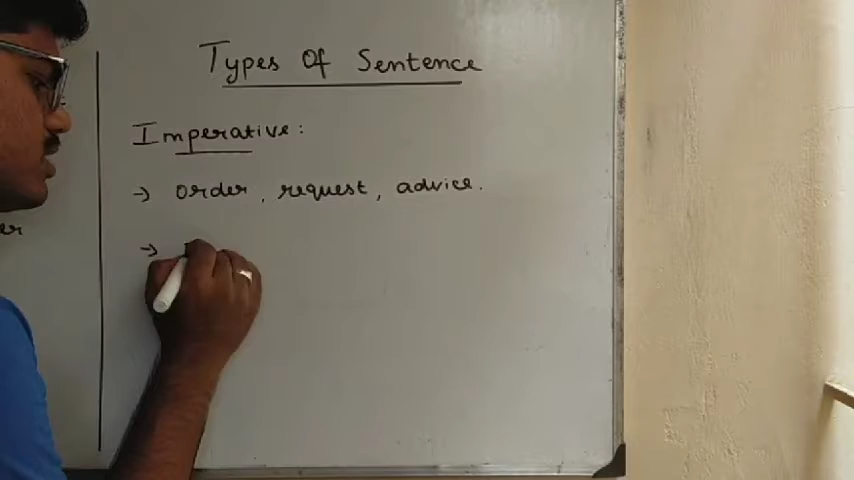 Types Of Sentence
Imperative:
→ order, request, advice.
→